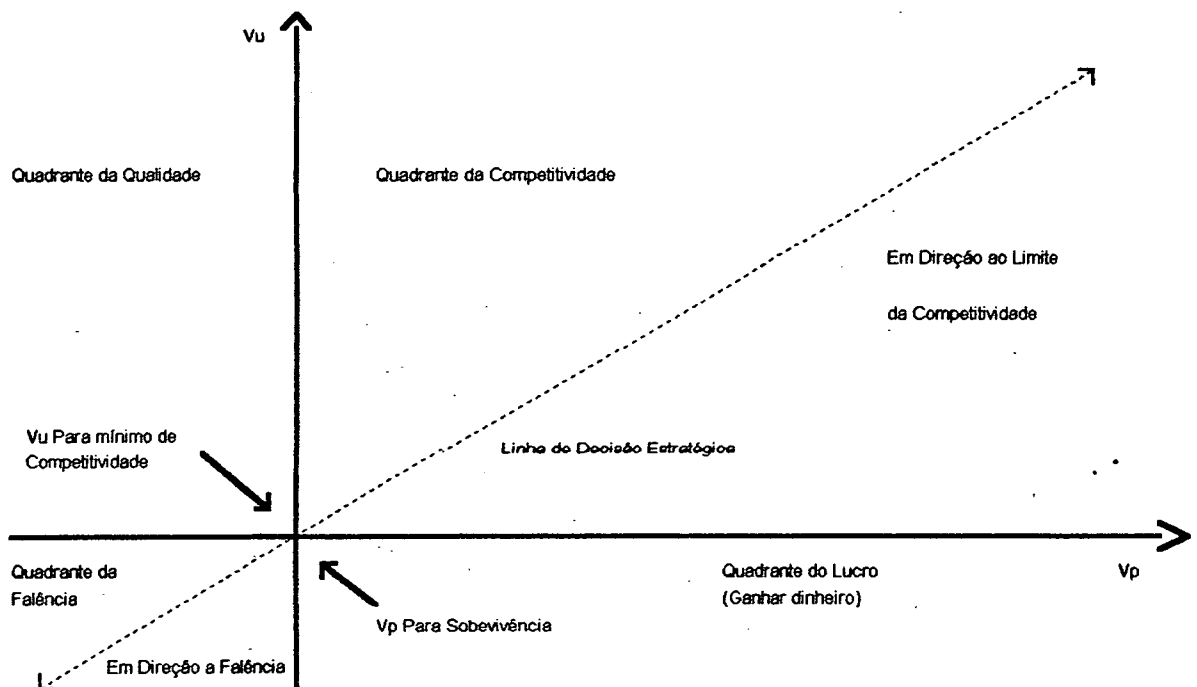 Vu
Quadrante da Qualidade
Quadrante da Competitividade
Em Direção ao Limite
da Competitividade
Vu Para mínimo de
Competitividade
Linha de Decisão Estratégica
Quadrante da
Falência
Quadrante do Lucro
(Ganhar dinheiro)
Vp
Vp Para Sobevivência
Em Direção a Falência